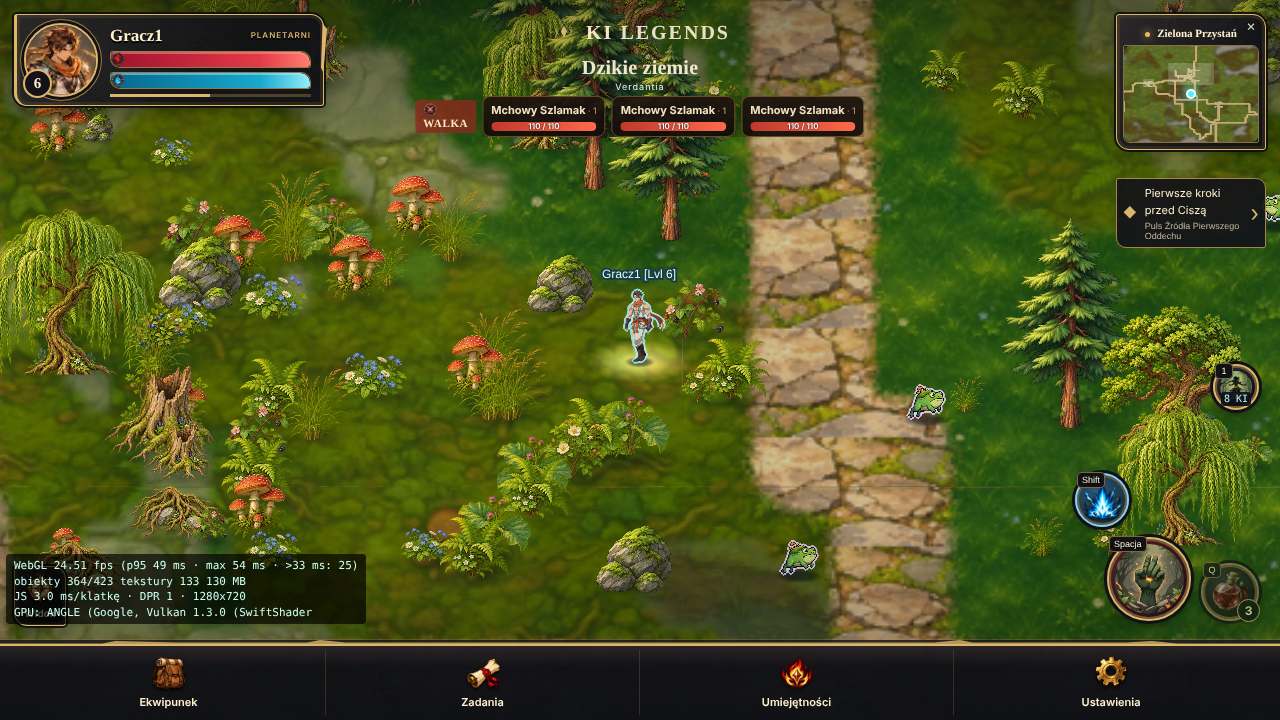 Gracz1
PLANETARNI
6
KI LEGENDS
Dzikie ziemie
Verdantia
WALKA
Mchowy Szlamak · 1
110 / 110
Mchowy Szlamak · 1
110 / 110
Mchowy Szlamak · 1
110 / 110
Zielona Przystań
×
Pierwsze kroki
przed Ciszą
Puls Źródła Pierwszego
Oddechu
Gracz1 [Lvl 6]
1
8 KI
Shift
Spacja
Q
3
WebGL 24.51 fps (p95 49 ms · max 54 ms · >33 ms: 25)
obiekty 364/423 tekstury 133 130 MB
JS 3.0 ms/klatkę · DPR 1 · 1280x720
GPU: ANGLE (Google, Vulkan 1.3.0 (SwiftShader
Ekwipunek
Zadania
Umiejętności
Ustawienia